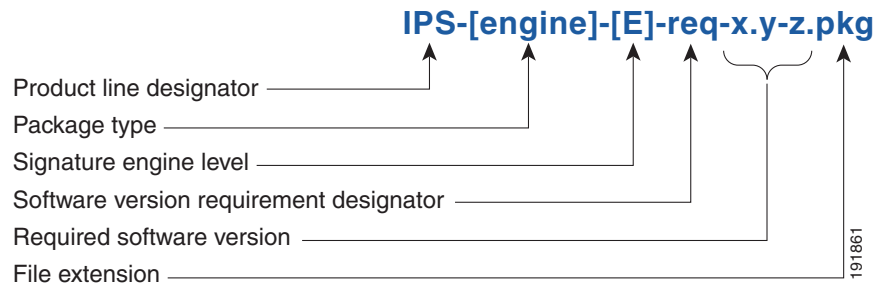 IPS-[engine]-[E]-req-x.y-z.pkg
Product line designator
Package type
Signature engine level
Software version requirement designator
Required software version
File extension
191861